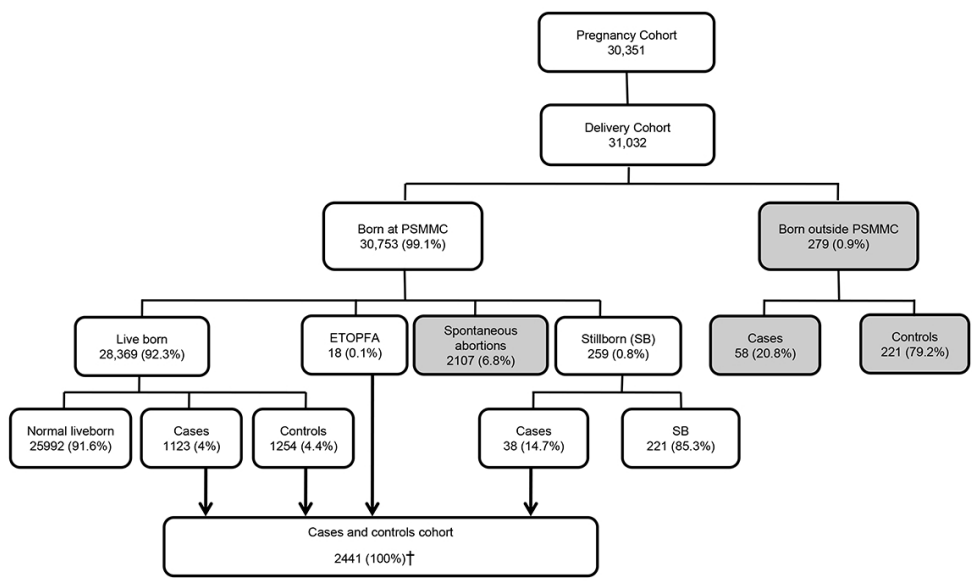 Pregnancy Cohort
30,351
Delivery Cohort
31,032
Born at PSMMC
30,753 (99.1%)
Born outside PSMMC
279 (0.9%)
Live born
28,369 (92.3%)
ETOPFA
18 (0.1%)
Spontaneous
abortions
2107 (6.8%)
Stillborn (SB)
259 (0.8%)
Cases
58 (20.8%)
Controls
221 (79.2%)
Normal liveborn
25992 (91.6%)
Cases
1123 (4%)
Controls
1254 (4.4%)
Cases
38 (14.7%)
SB
221 (85.3%)
Cases and controls cohort
2441 (100%)†